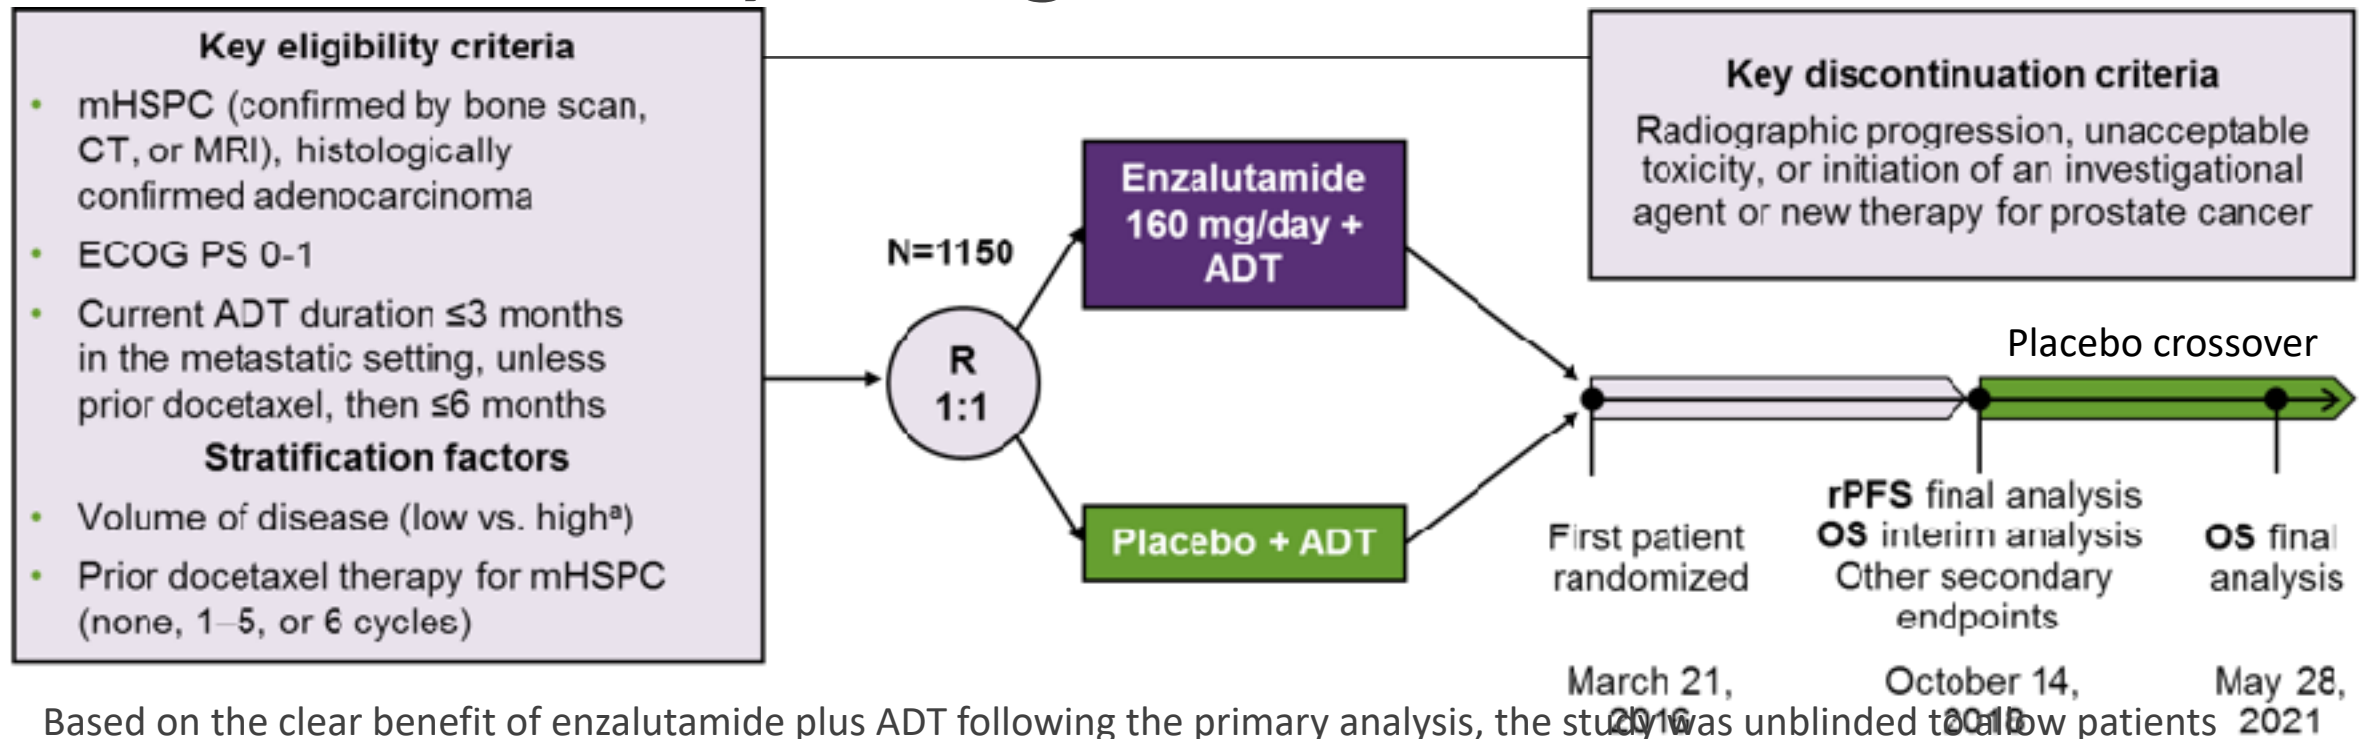 Key eligibility criteria
• mHSPC (confirmed by bone scan,
CT, or MRI), histologically
confirmed adenocarcinoma
• ECOG PS 0-1
• Current ADT duration ≤3 months
in the metastatic setting, unless
prior docetaxel, then ≤6 months
Stratification factors
• Volume of disease (low vs. highᵃ)
• Prior docetaxel therapy for mHSPC
(none, 1–5, or 6 cycles)
N=1150
R
1:1
Enzalutamide
160 mg/day +
ADT
Placebo + ADT
Key discontinuation criteria
Radiographic progression, unacceptable
toxicity, or initiation of an investigational
agent or new therapy for prostate cancer
Placebo crossover
First patient
randomized
March 21,
2016
rPFS final analysis
OS interim analysis
Other secondary
endpoints
October 14,
2018
OS final
analysis
May 28,
2021
Based on the clear benefit of enzalutamide plus ADT following the primary analysis, the study was unblinded to allow patients